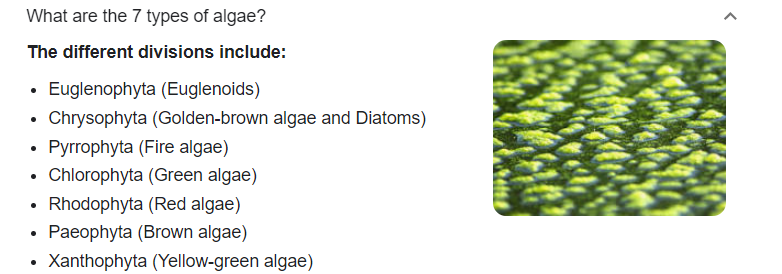 What are the 7 types of algae?
The different divisions include:
• Euglenophyta (Euglenoids)
• Chrysophyta (Golden-brown algae and Diatoms)
• Pyrrophyta (Fire algae)
• Chlorophyta (Green algae)
• Rhodophyta (Red algae)
• Paeophyta (Brown algae)
• Xanthophyta (Yellow-green algae)